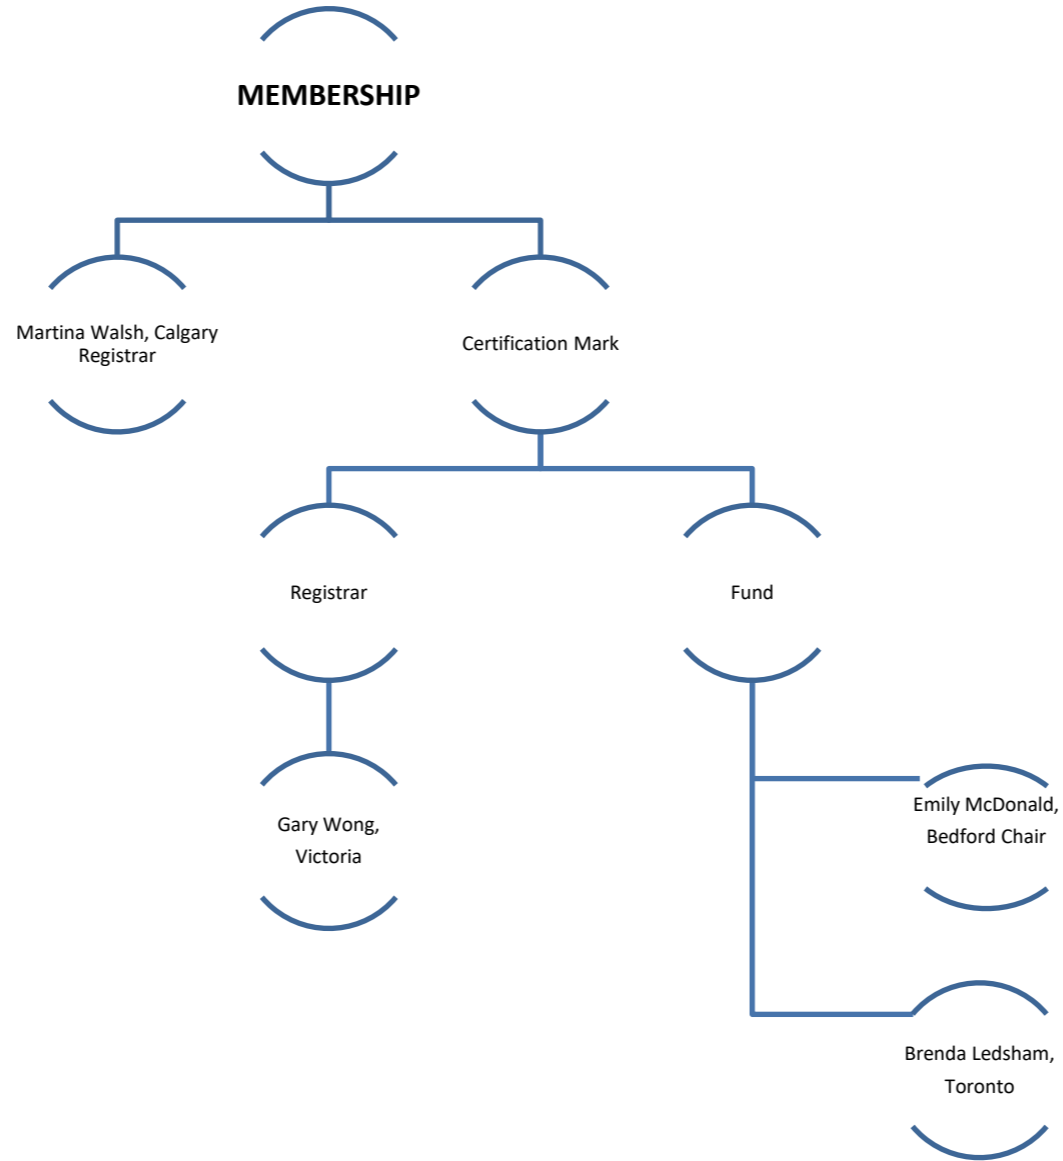 MEMBERSHIP
Martina Walsh, Calgary
Registrar
Certification Mark
Registrar
Fund
Gary Wong,
Victoria
Emily McDonald,
Bedford Chair
Brenda Ledsham,
Toronto